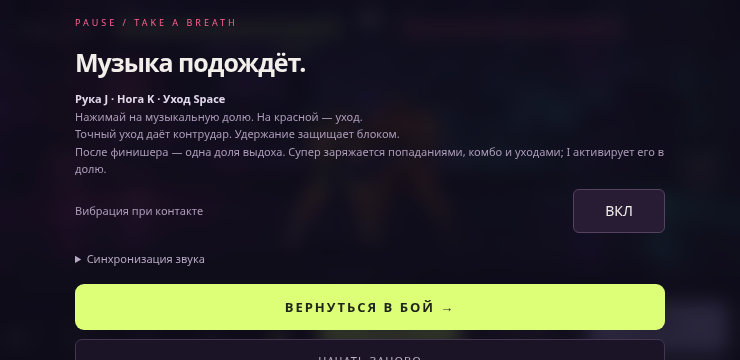 PAUSE / TAKE A BREATH
Музыка подождёт.
Рука J · Нога K · Уход Space
Нажимай на музыкальную долю. На красной — уход.
Точный уход даёт контрудар. Удержание защищает блоком.
После финишера — одна доля выдоха. Супер заряжается попаданиями, комбо и уходами; I активирует его в
долю.
Вибрация при контакте
ВКЛ
▶ Синхронизация звука
ВЕРНУТЬСЯ В БОЙ →
НАЧАТЬ ЗАНОВО